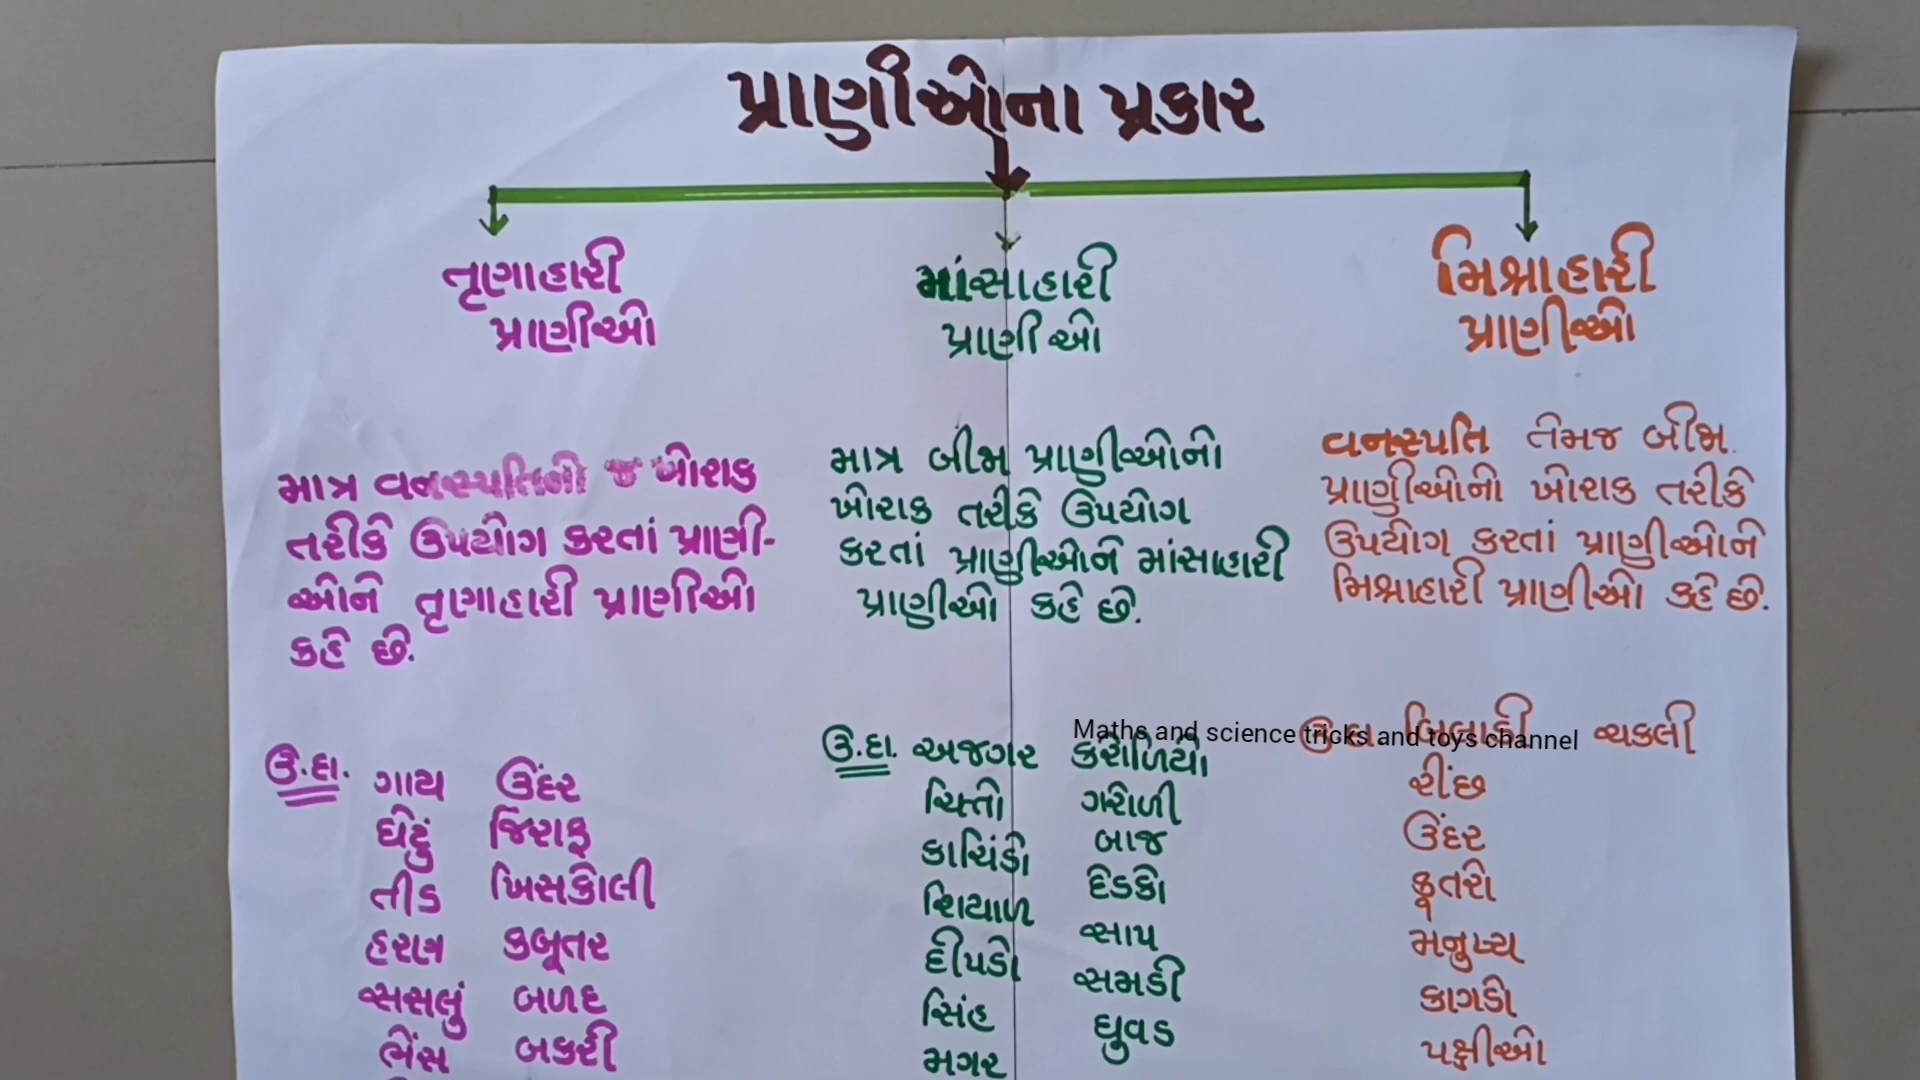 પ્રાણીઓના પ્રકાર
તૃણાહારી
પ્રાણીઓ
માત્ર વનસ્પતિનો જ ખોરાક
તરીકે ઉપયોગ કરતાં પ્રાણી-
ઓને તૃણાહારી પ્રાણીઓ
કહે છે.
ઉ.દા. ગાય ઉંદર
ઘેટું જિરાફ
તીડ ખિસકોલી
હરણ કબૂતર
સસલું બળદ
ભેંસ બકરી
માંસાહારી
પ્રાણીઓ
માત્ર બીજા પ્રાણીઓનો
ખોરાક તરીકે ઉપયોગ
કરતાં પ્રાણીઓને માંસાહારી
પ્રાણીઓ કહે છે.
ઉ.દા. અજગર કરોળિયો
ચિત્તો ગરોળી
કાચિંડો બાજ
શિયાળ દેડકો
દીપડો સાપ
સિંહ સમડી
મગર ઘુવડ
મિશ્રાહારી
પ્રાણીઓ
વનસ્પતિ તેમજ બીજા
પ્રાણીઓનો ખોરાક તરીકે
ઉપયોગ કરતાં પ્રાણીઓને
મિશ્રાહારી પ્રાણીઓ કહે છે.
ઉ.દા. બિલાડી ચકલી
રીંછ
ઉંદર
કૂતરો
મનુષ્ય
કાગડો
પક્ષીઓ
Maths and science tricks and toys channel